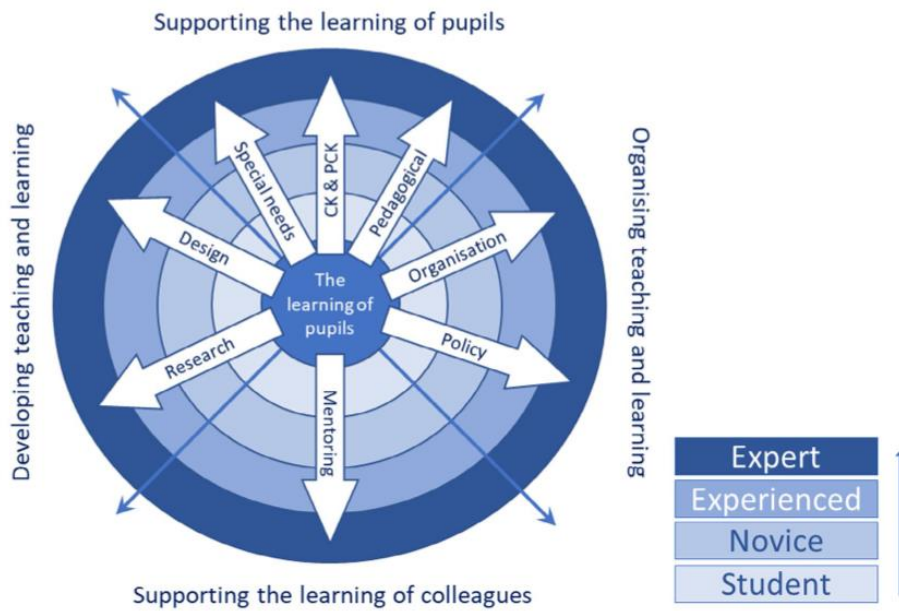 Supporting the learning of pupils
Developing teaching and learning
Organising teaching and learning
Special needs
CK & PCK
Pedagogical
Design
Organisation
The
learning of
pupils
Research
Policy
Mentoring
Supporting the learning of colleagues
Expert
Experienced
Novice
Student